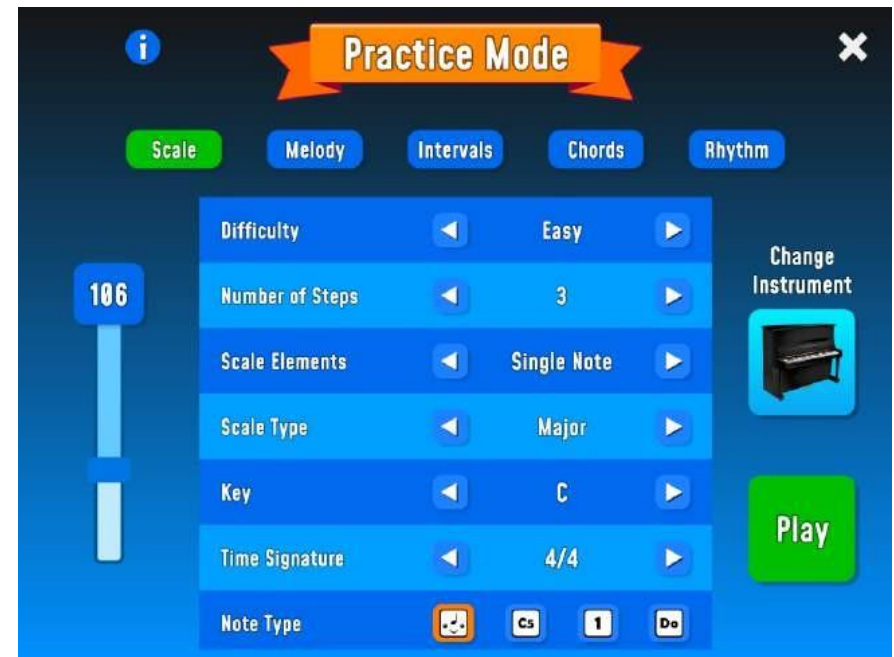 i
Practice Mode
Scale Melody Intervals Chords Rhythm
Difficulty Easy
Change
Instrument
106
Number of Steps 3
Scale Elements Single Note
Scale Type Major
Key C
Play
Time Signature 4/4
Note Type C5 1 Do